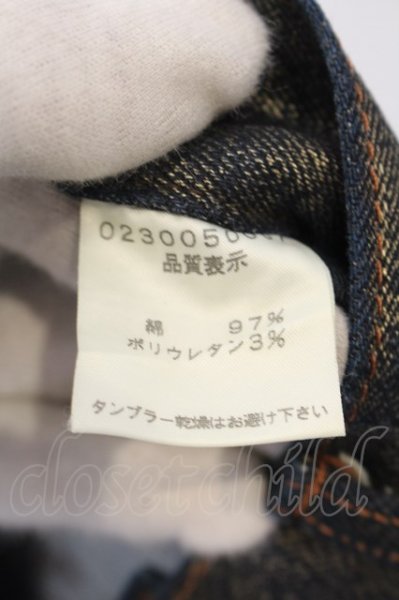 品質表示
綿 97%
ポリウレタン3%
タンブラー乾燥はお避け下さい
closetchild